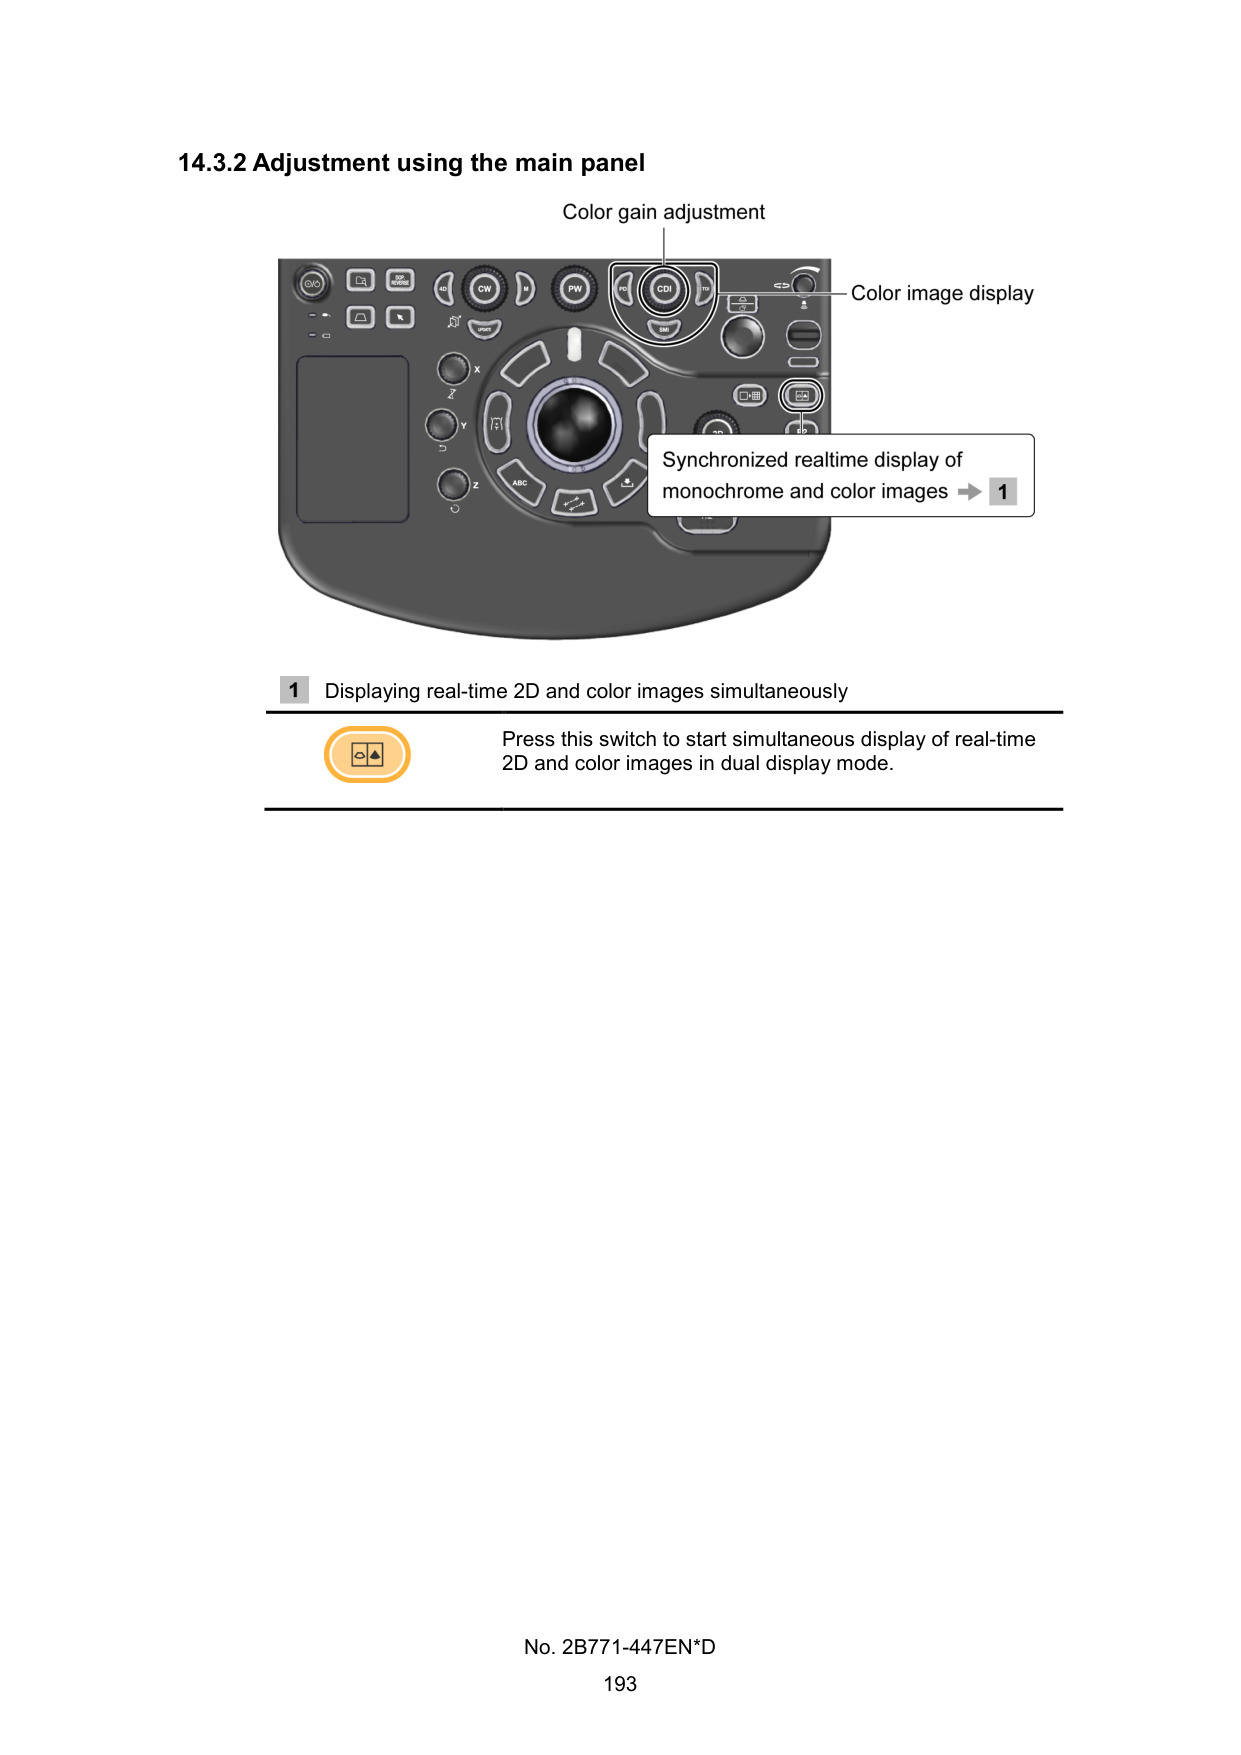 14.3.2 Adjustment using the main panel
Color gain adjustment
Color image display
DOP.
REVERSE
4D
CW
M
PW
PD
CDI
TDI
UPDATE
SMI
X
Y
Z
ABC
Synchronized realtime display of
monochrome and color images 1
1 Displaying real-time 2D and color images simultaneously
Press this switch to start simultaneous display of real-time
2D and color images in dual display mode.
No. 2B771-447EN*D
193